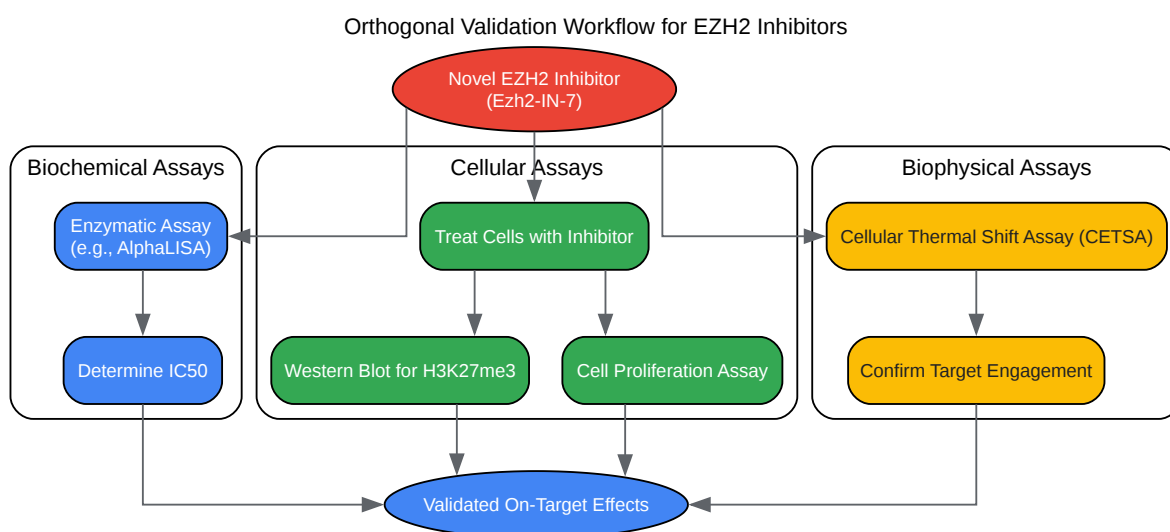 Orthogonal Validation Workflow for EZH2 Inhibitors
Novel EZH2 Inhibitor
(Ezh2-IN-7)
Biochemical Assays
Cellular Assays
Biophysical Assays
Enzymatic Assay
(e.g., AlphaLISA)
Treat Cells with Inhibitor
Cellular Thermal Shift Assay (CETSA)
Determine IC50
Western Blot for H3K27me3
Cell Proliferation Assay
Confirm Target Engagement
Validated On-Target Effects